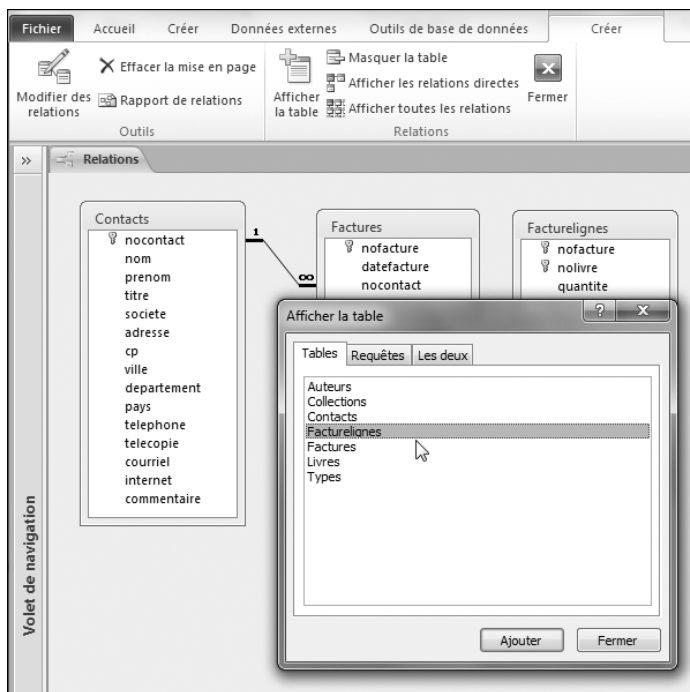 Fichier Accueil Créer Données externes Outils de base de données Créer
Modifier des relations
Effacer la mise en page
Rapport de relations
Outils
Afficher la table
Masquer la table
Afficher les relations directes
Afficher toutes les relations
Fermer
Relations
»
Relations
Volet de navigation
Contacts
nocontact
nom
prenom
titre
societe
adresse
cp
ville
departement
pays
telephone
telecopie
courriel
internet
commentaire
1
∞
Factures
nofacture
datefacture
nocontact
Facturelignes
nofacture
nolivre
quantite
Afficher la table
? X
Tables Requêtes Les deux
Auteurs
Collections
Contacts
Facturelignes
Factures
Livres
Types
Ajouter Fermer